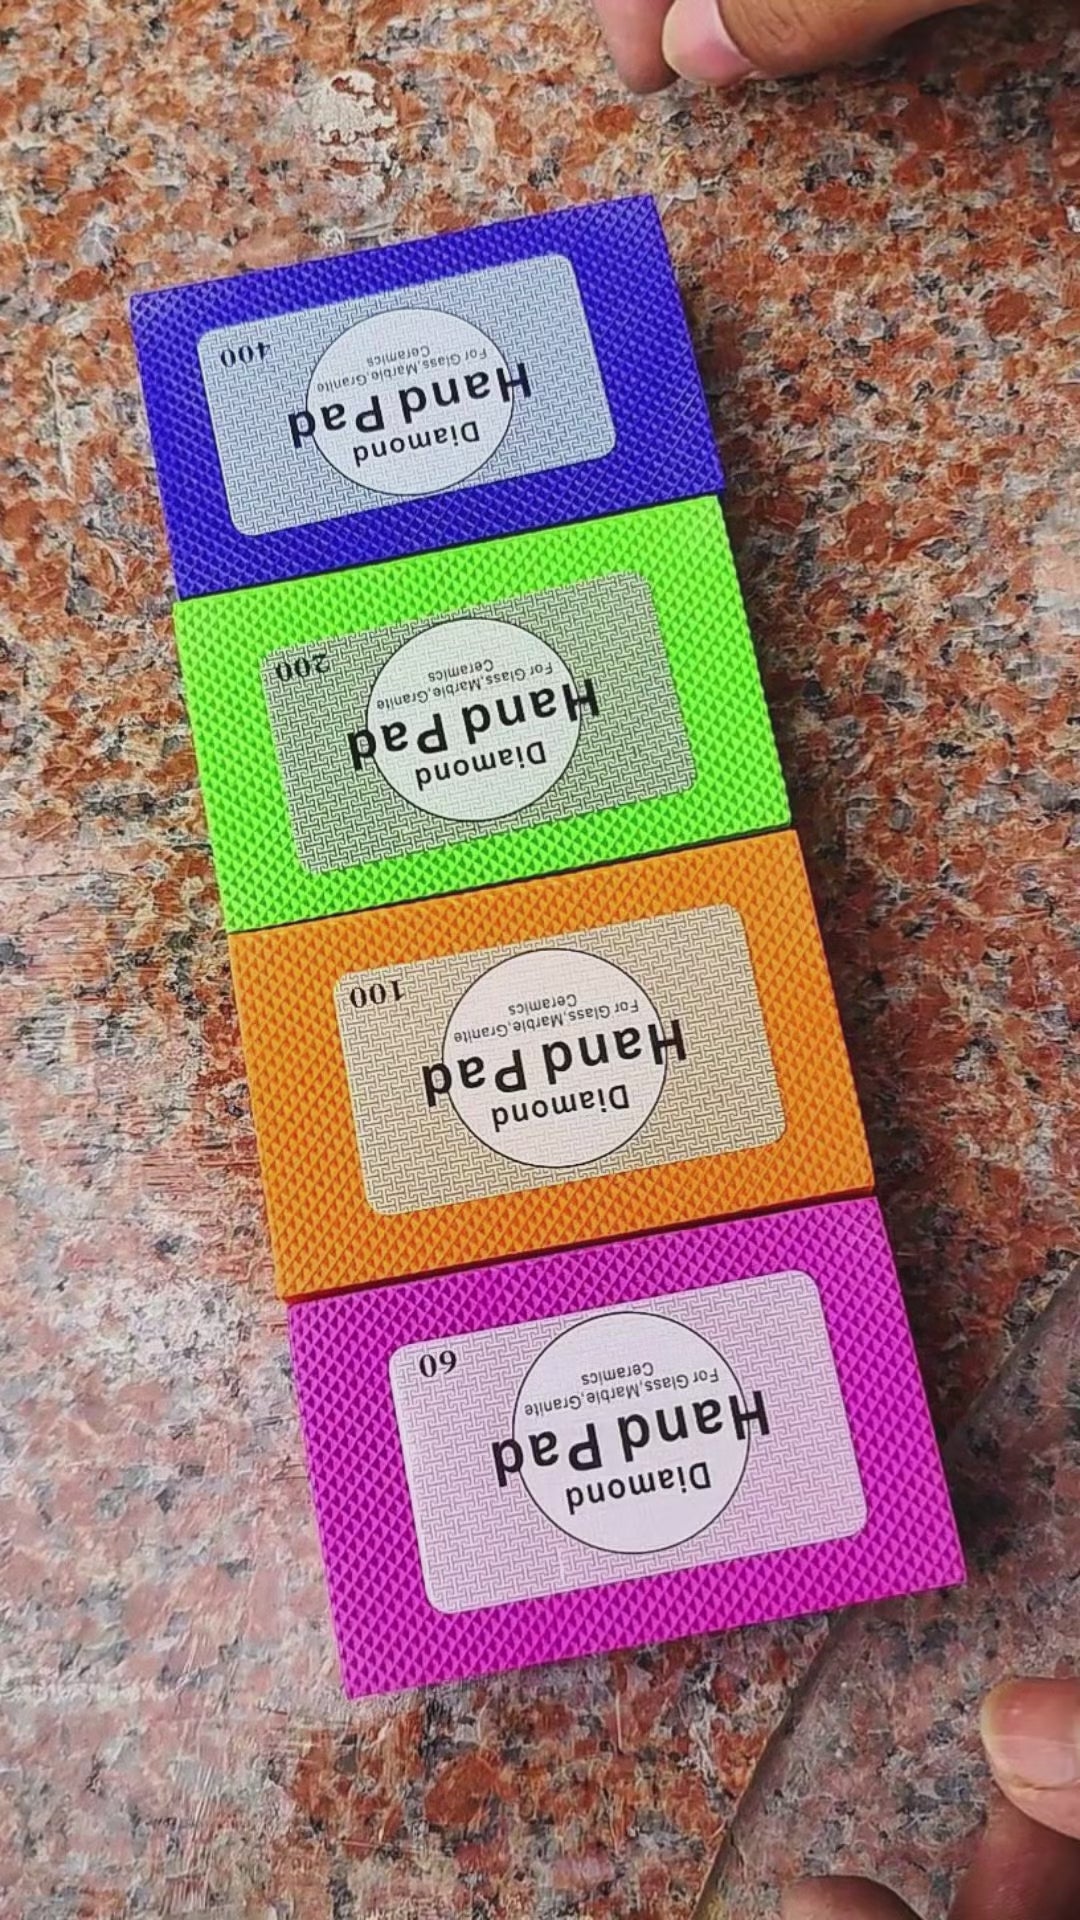 Diamond
Hand Pad
For Glass,Marble,Granite
Ceramics
60
Diamond
Hand Pad
For Glass,Marble,Granite
Ceramics
100
Diamond
Hand Pad
For Glass,Marble,Granite
Ceramics
200
Diamond
Hand Pad
For Glass,Marble,Granite
Ceramics
400